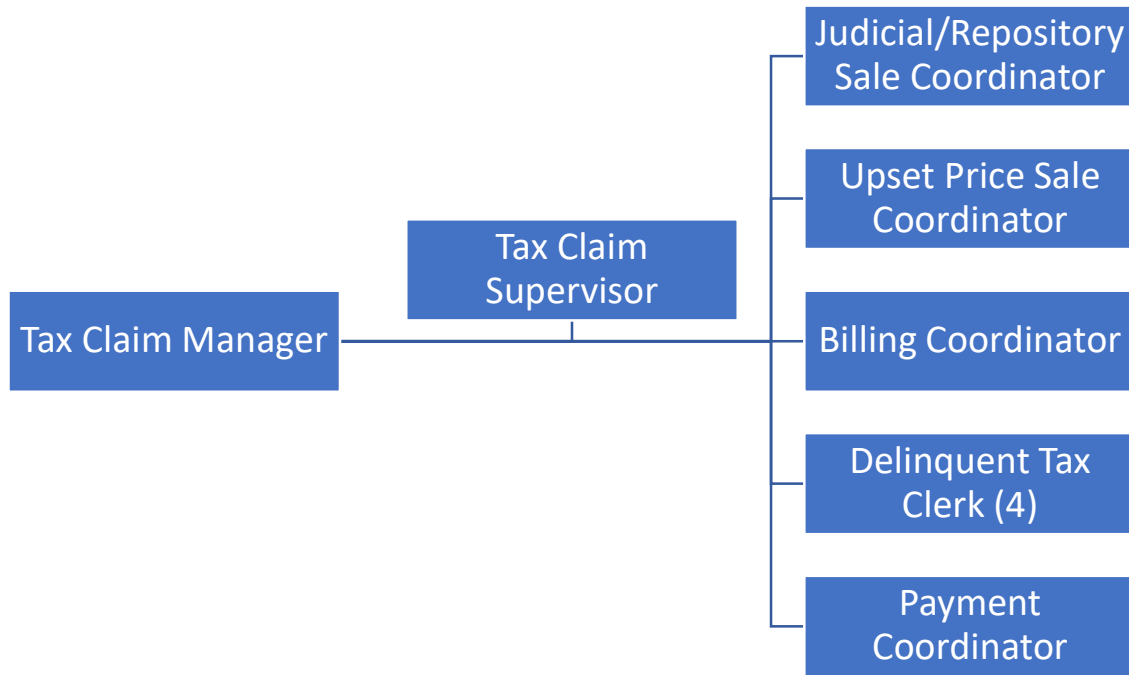 Judicial/Repository
Sale Coordinator
Upset Price Sale
Coordinator
Tax Claim
Supervisor
Tax Claim Manager
Billing Coordinator
Delinquent Tax
Clerk (4)
Payment
Coordinator